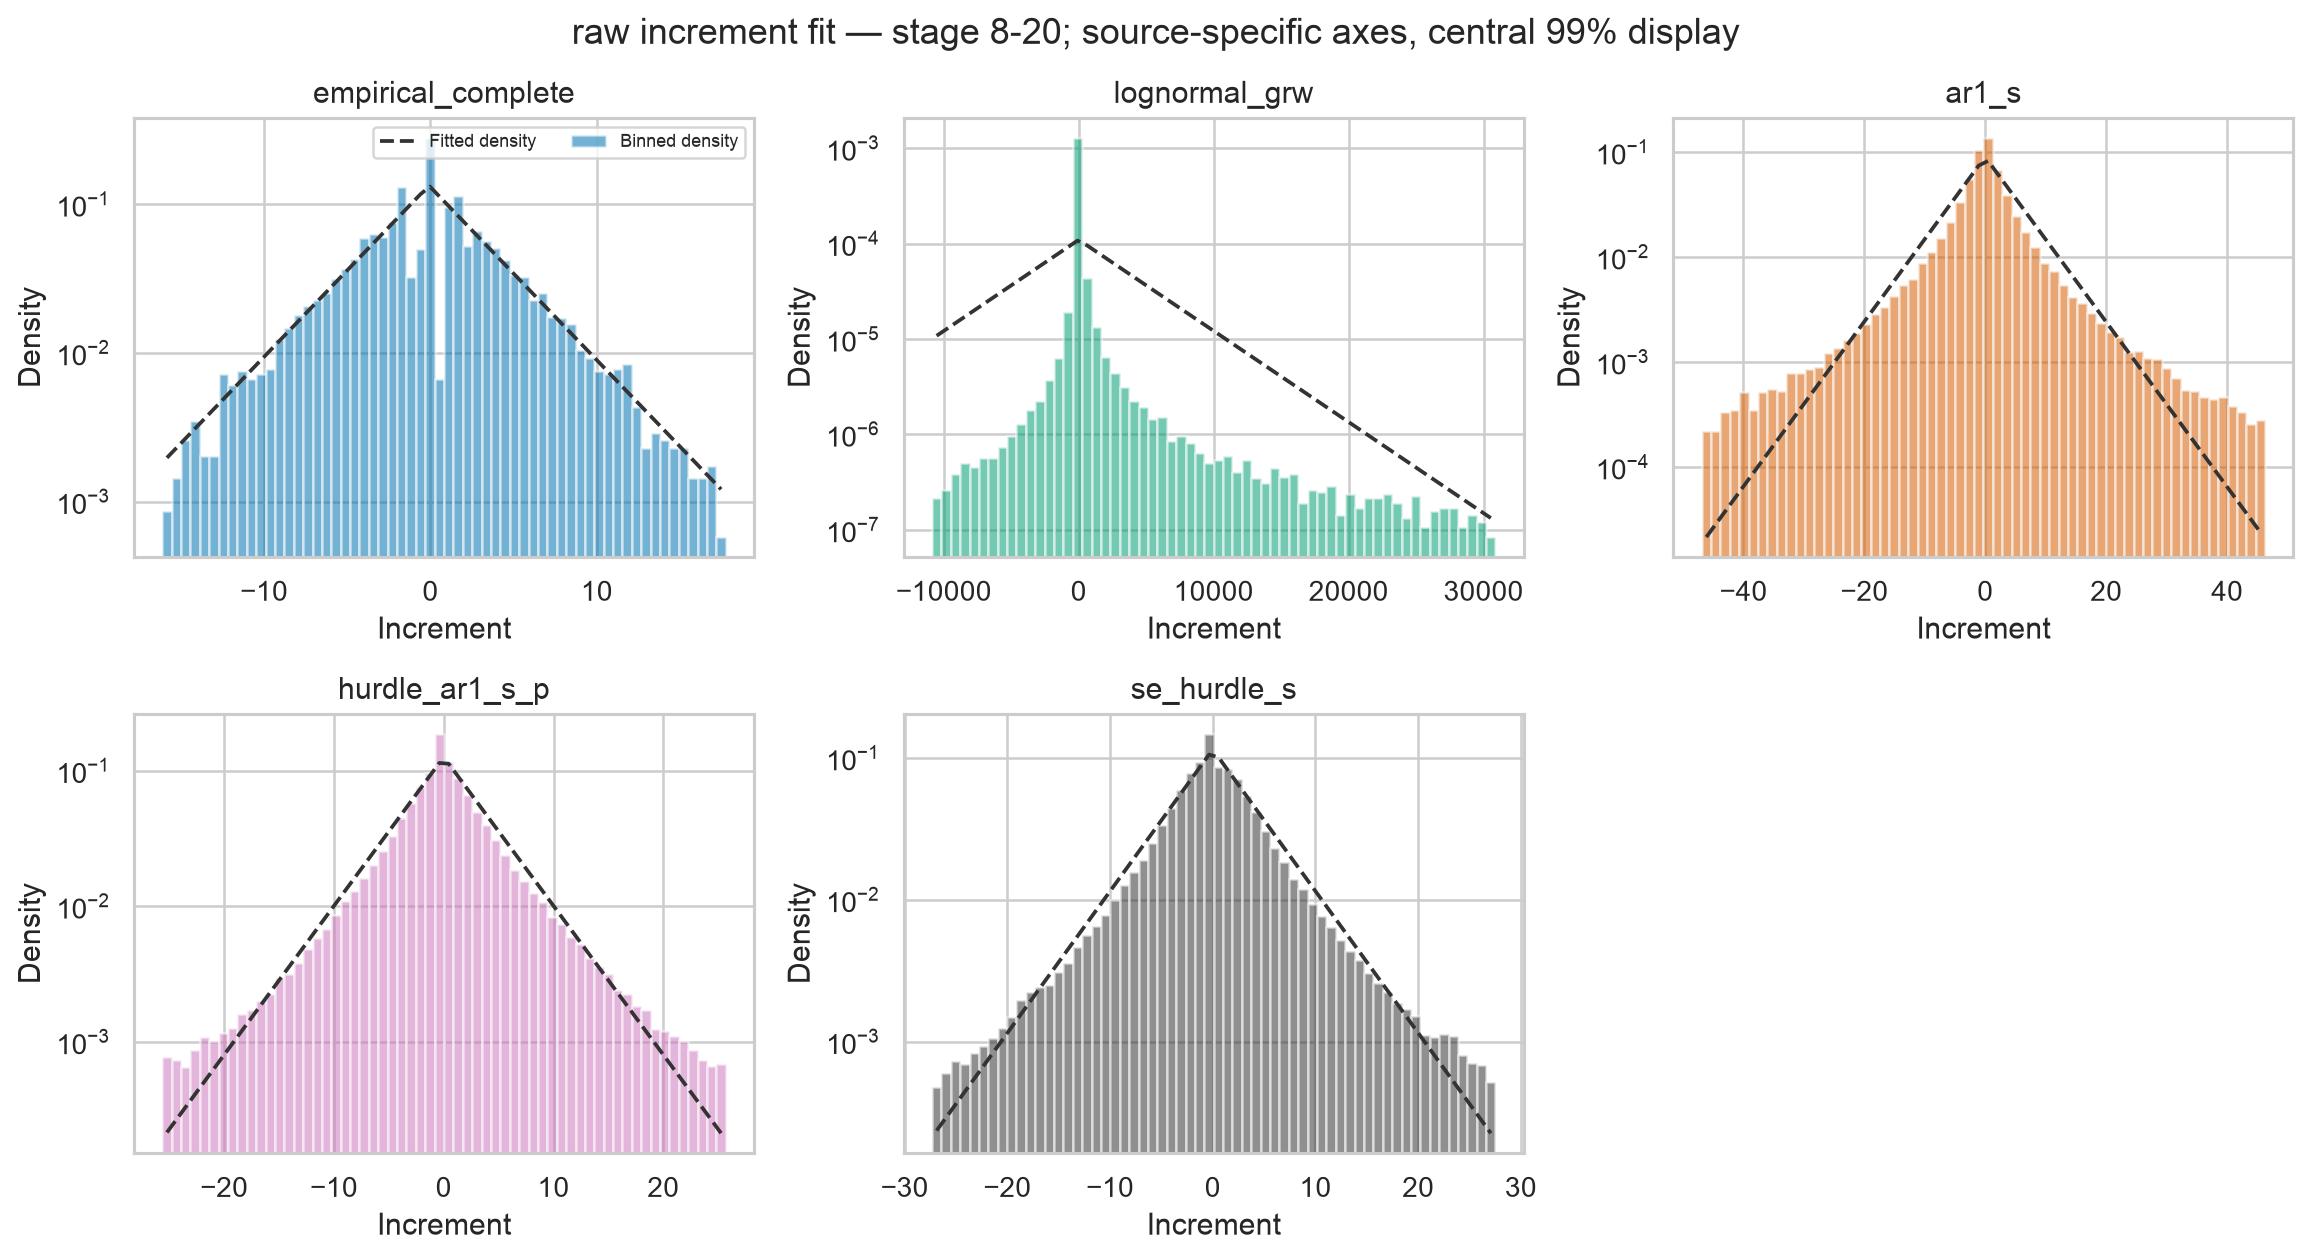 raw increment fit — stage 8-20; source-specific axes, central 99% display
empirical_complete
Fitted density
Binned density
10⁻¹
10⁻²
10⁻³
Density
−10
0
10
Increment
lognormal_grw
10⁻³
10⁻⁴
10⁻⁵
10⁻⁶
10⁻⁷
Density
−10000
0
10000
20000
30000
Increment
ar1_s
10⁻¹
10⁻²
10⁻³
10⁻⁴
Density
−40
−20
0
20
40
Increment
hurdle_ar1_s_p
10⁻¹
10⁻²
10⁻³
Density
−20
−10
0
10
20
Increment
se_hurdle_s
10⁻¹
10⁻²
10⁻³
Density
−30
−20
−10
0
10
20
30
Increment